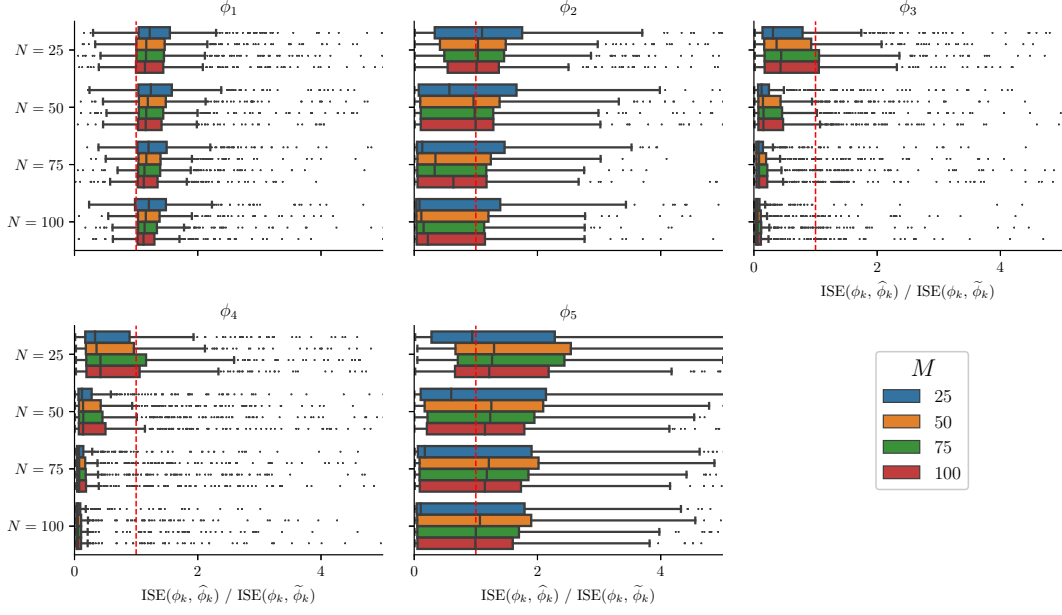 ϕ₁
ϕ₂
ϕ₃
N = 25
N = 50
N = 75
N = 100
0 2 4
ISE(ϕₖ, ϕ̂ₖ) / ISE(ϕₖ, ϕ̃ₖ)
ϕ₄
ϕ₅
N = 25
N = 50
N = 75
N = 100
0 2 4
0 2 4
ISE(ϕₖ, ϕ̂ₖ) / ISE(ϕₖ, ϕ̃ₖ)
ISE(ϕₖ, ϕ̂ₖ) / ISE(ϕₖ, ϕ̃ₖ)
M
25
50
75
100